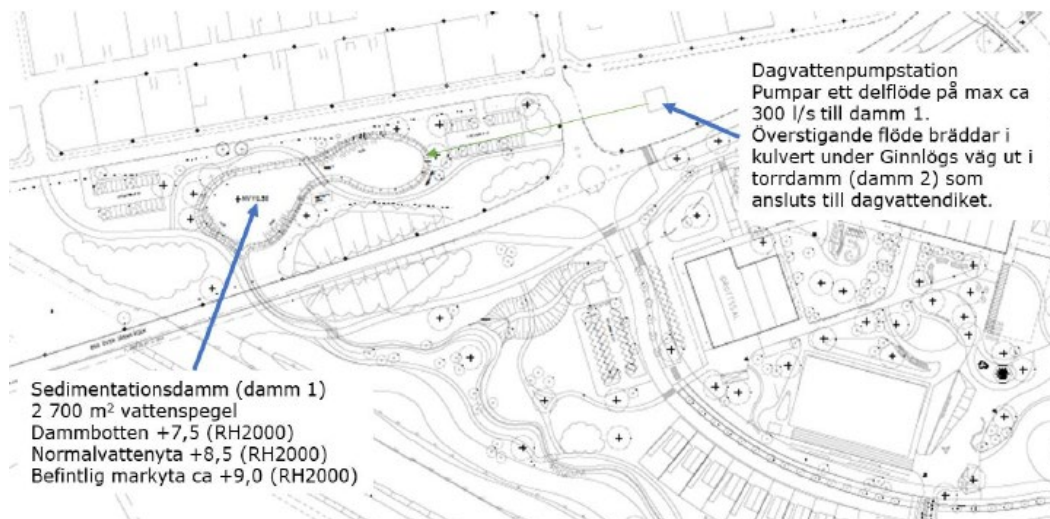 Dagvattenpumpstation
Pumpar ett delflöde på max ca
300 l/s till damm 1.
Överstigande flöde bräddar i
kulvert under Ginnlögs väg ut i
torrdamm (damm 2) som
ansluts till dagvattendiket.
Sedimentationsdamm (damm 1)
2 700 m² vattenspegel
Dammbotten +7,5 (RH2000)
Normalvattenyta +8,5 (RH2000)
Befintlig markyta ca +9,0 (RH2000)